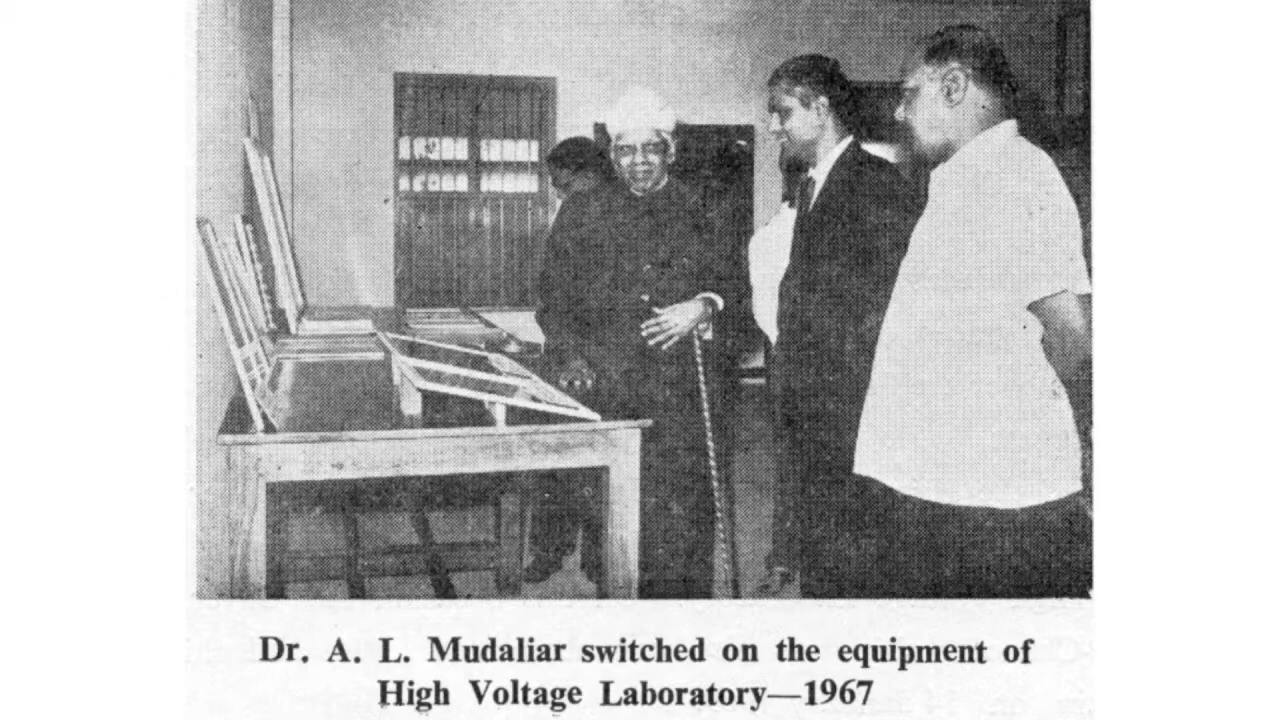 Dr. A. L. Mudaliar switched on the equipment of
High Voltage Laboratory—1967